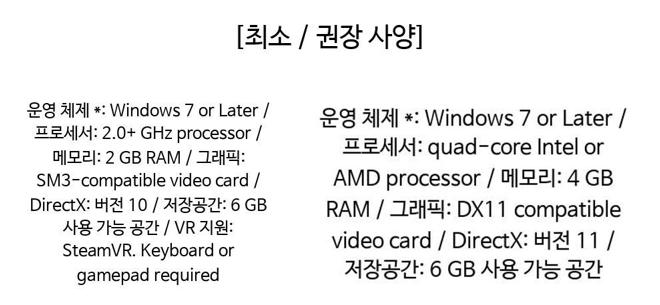 [최소 / 권장 사양]
운영 체제 *: Windows 7 or Later /
프로세서: 2.0+ GHz processor /
메모리: 2 GB RAM / 그래픽:
SM3-compatible video card /
DirectX: 버전 10 / 저장공간: 6 GB
사용 가능 공간 / VR 지원:
SteamVR. Keyboard or
gamepad required
운영 체제 *: Windows 7 or Later /
프로세서: quad-core Intel or
AMD processor / 메모리: 4 GB
RAM / 그래픽: DX11 compatible
video card / DirectX: 버전 11 /
저장공간: 6 GB 사용 가능 공간